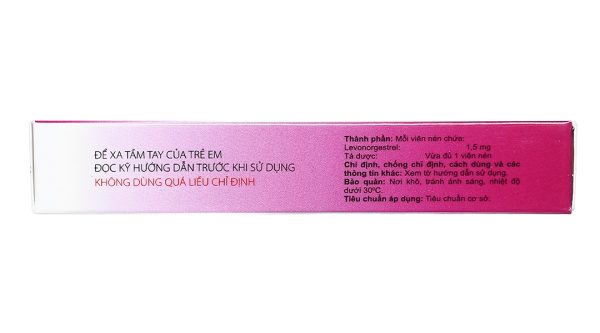 ĐỂ XA TẦM TAY CỦA TRẺ EM
ĐỌC KỸ HƯỚNG DẪN TRƯỚC KHI SỬ DỤNG
KHÔNG DÙNG QUÁ LIỀU CHỈ ĐỊNH
Thành phần: Mỗi viên nén chứa:
Levonorgestrel: 1,5 mg
Tá dược: Vừa đủ 1 viên nén
Chỉ định, chống chỉ định, cách dùng và các
thông tin khác: Xem tờ hướng dẫn sử dụng.
Bảo quản: Nơi khô, tránh ánh sáng, nhiệt độ
dưới 30ºC.
Tiêu chuẩn áp dụng: Tiêu chuẩn cơ sở.